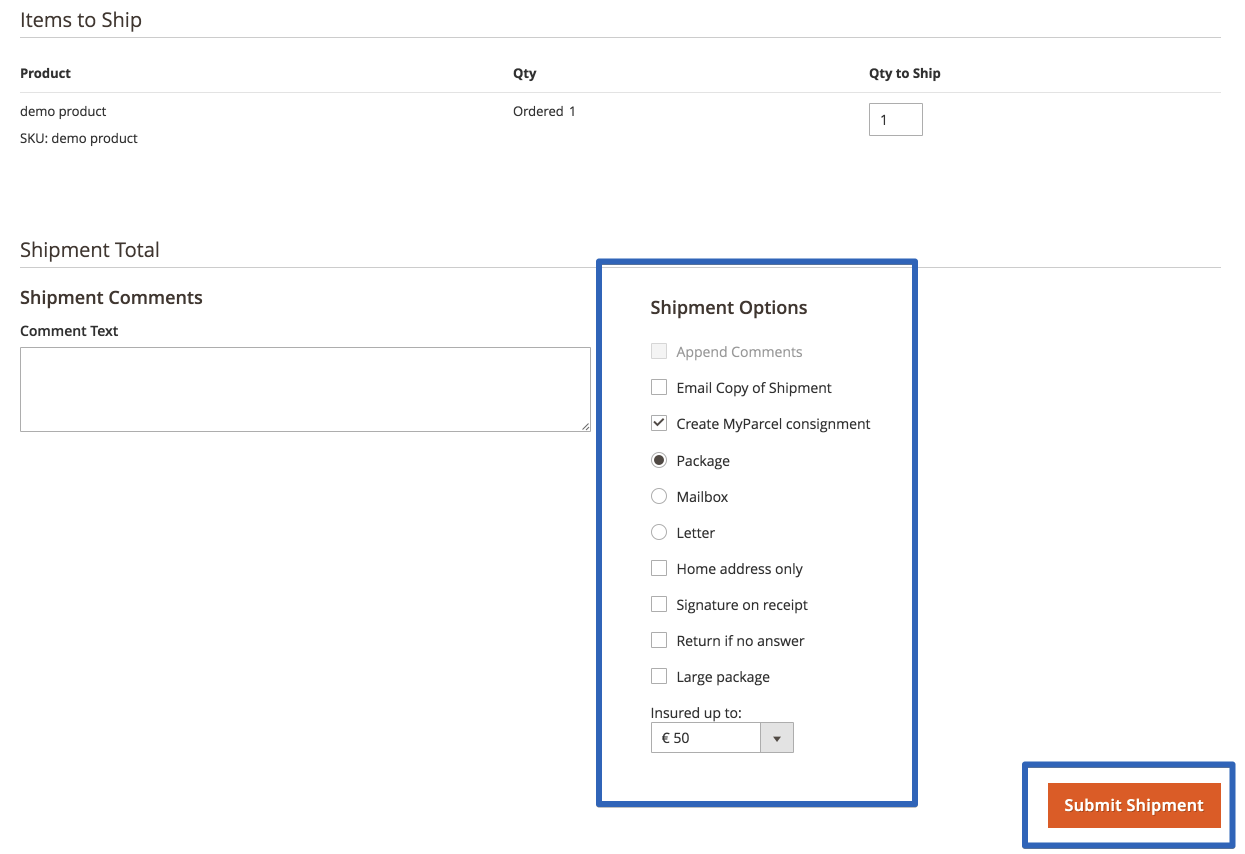 Items to Ship
Product Qty Qty to Ship
demo product Ordered 1 1
SKU: demo product
Shipment Total
Shipment Comments
Comment Text
Shipment Options
Append Comments
Email Copy of Shipment
Create MyParcel consignment
Package
Mailbox
Letter
Home address only
Signature on receipt
Return if no answer
Large package
Insured up to:
€ 50
Submit Shipment